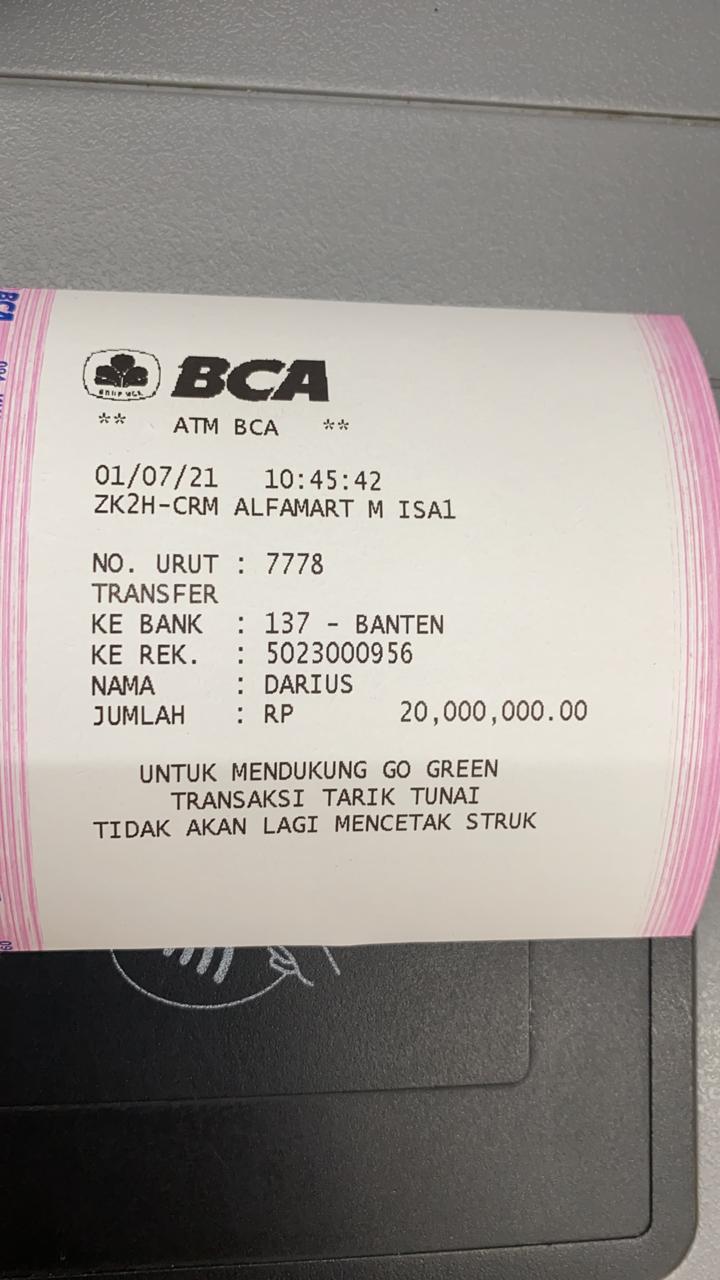 BCA
** ATM BCA **
01/07/21 10:45:42
ZK2H-CRM ALFAMART M ISA1
NO. URUT : 7778
TRANSFER
KE BANK : 137 - BANTEN
KE REK. : 5023000956
NAMA : DARIUS
JUMLAH : RP 20,000,000.00
UNTUK MENDUKUNG GO GREEN
TRANSAKSI TARIK TUNAI
TIDAK AKAN LAGI MENCETAK STRUK
BCA